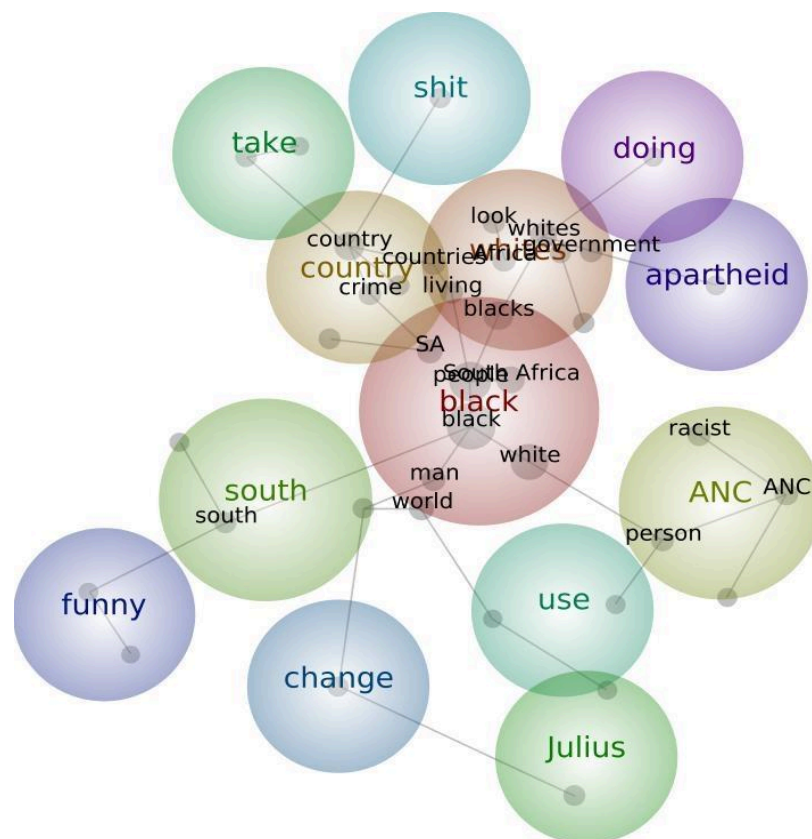 shit
take
doing
look
whites
country
government
whites
Africa
countries
country
apartheid
crime
living
blacks
SA
South Africa
people
black
black
racist
white
man
ANC
ANC
south
world
south
person
use
funny
change
Julius